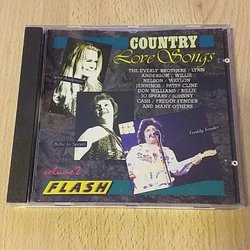 COUNTRY
Love Songs
THE EVERLY BROTHERS / LYNN
ANDERSON / WILLIE
NELSON / WAYLON
JENNINGS / PATSY CLINE
DON WILLIAMS / BILLIE
JO SPEARS / JOHNNY
CASH / FREDDY FENDER
AND MANY OTHERS
Billie Jo Spears
Freddy Fender
volume 2
FLASH